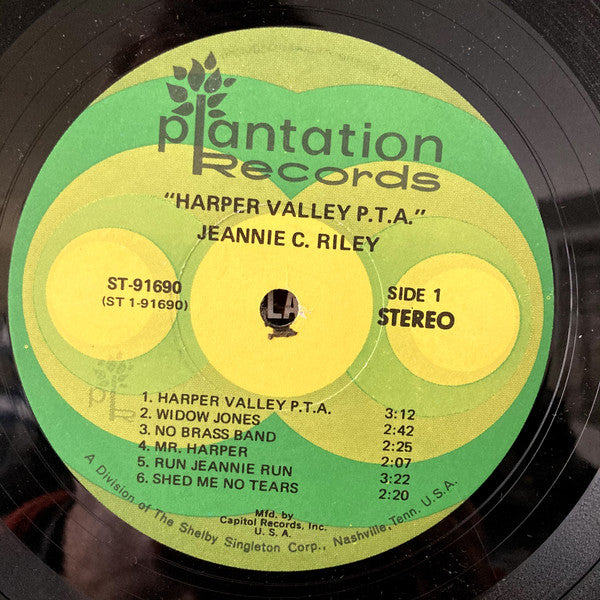 plantation
Records
"HARPER VALLEY P.T.A."
JEANNIE C. RILEY
ST-91690
(ST 1-91690)
SIDE 1
STEREO
1. HARPER VALLEY P.T.A. 3:12
2. WIDOW JONES 2:42
3. NO BRASS BAND 2:25
4. MR. HARPER 2:07
5. RUN JEANNIE RUN 3:22
6. SHED ME NO TEARS 2:20
Mfd. by
Capitol Records, Inc.
U. S. A.
A Division of The Shelby Singleton Corp., Nashville, Tenn. U.S.A.